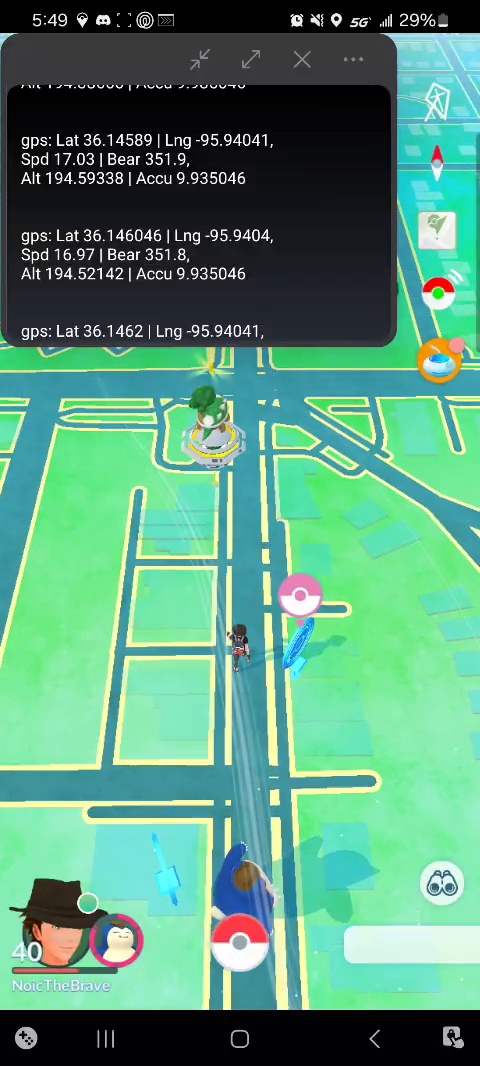 5:49
5G
29%
gps: Lat 36.14589 | Lng -95.94041,
Spd 17.03 | Bear 351.9,
Alt 194.59338 | Accu 9.935046
gps: Lat 36.146046 | Lng -95.9404,
Spd 16.97 | Bear 351.8,
Alt 194.52142 | Accu 9.935046
gps: Lat 36.1462 | Lng -95.94041,
40
NoicTheBrave